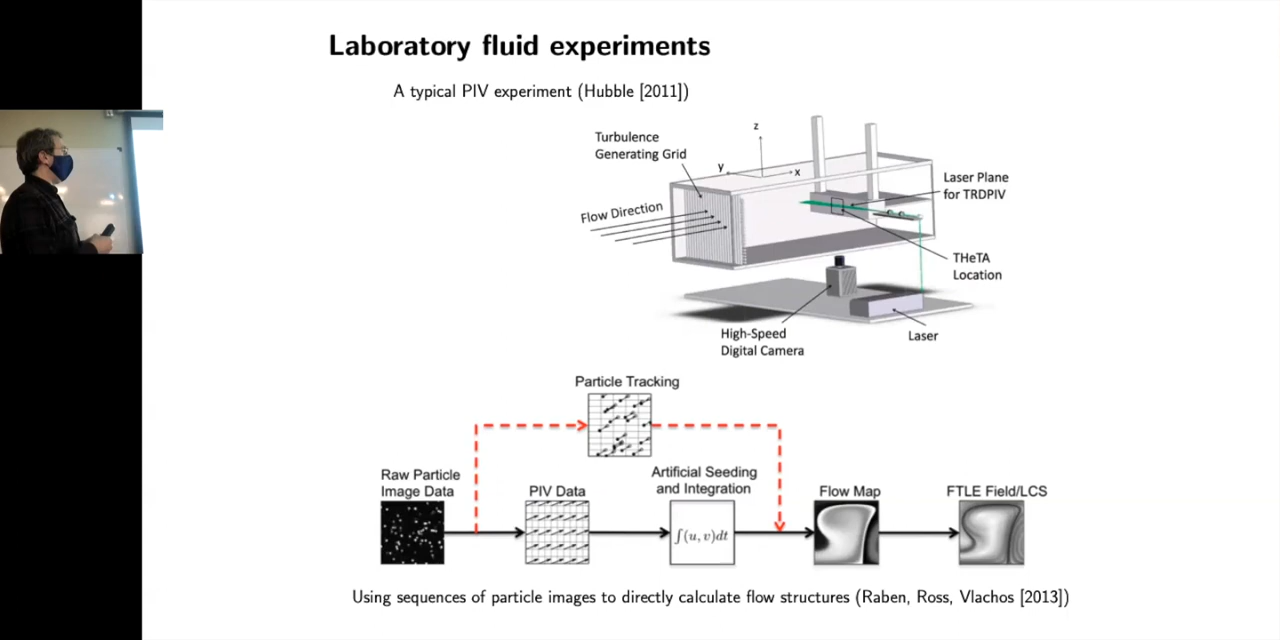 Laboratory fluid experiments
A typical PIV experiment (Hubble [2011])
Turbulence
Generating Grid
z
y
x
Flow Direction
Laser Plane
for TRDPIV
THeTA
Location
High-Speed
Digital Camera
Laser
Particle Tracking
Raw Particle
Image Data
PIV Data
Artificial Seeding
and Integration
∫(u, v)dt
Flow Map
FTLE Field/LCS
Using sequences of particle images to directly calculate flow structures (Raben, Ross, Vlachos [2013])